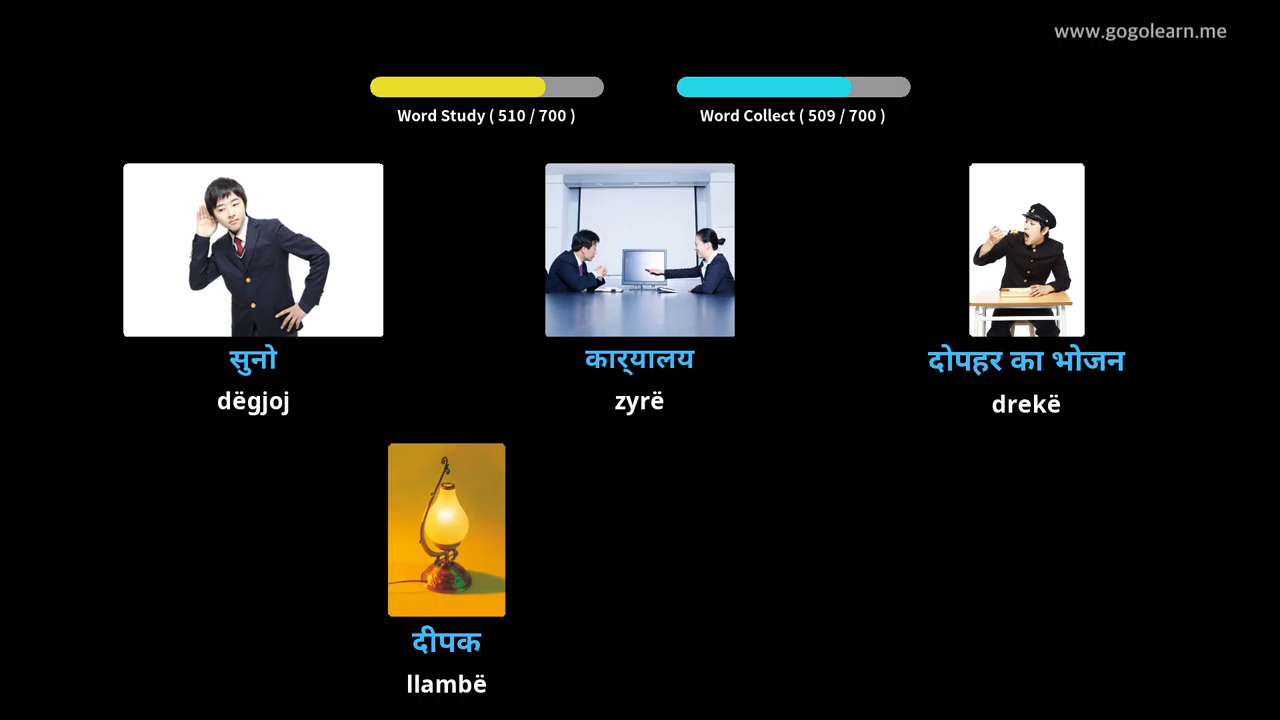 www.gogolearn.me
Word Study ( 510 / 700 )
Word Collect ( 509 / 700 )
सुनो
dëgjoj
कार्‍यालय
zyrë
दोपहर का भोजन
drekë
दीपक
llambë